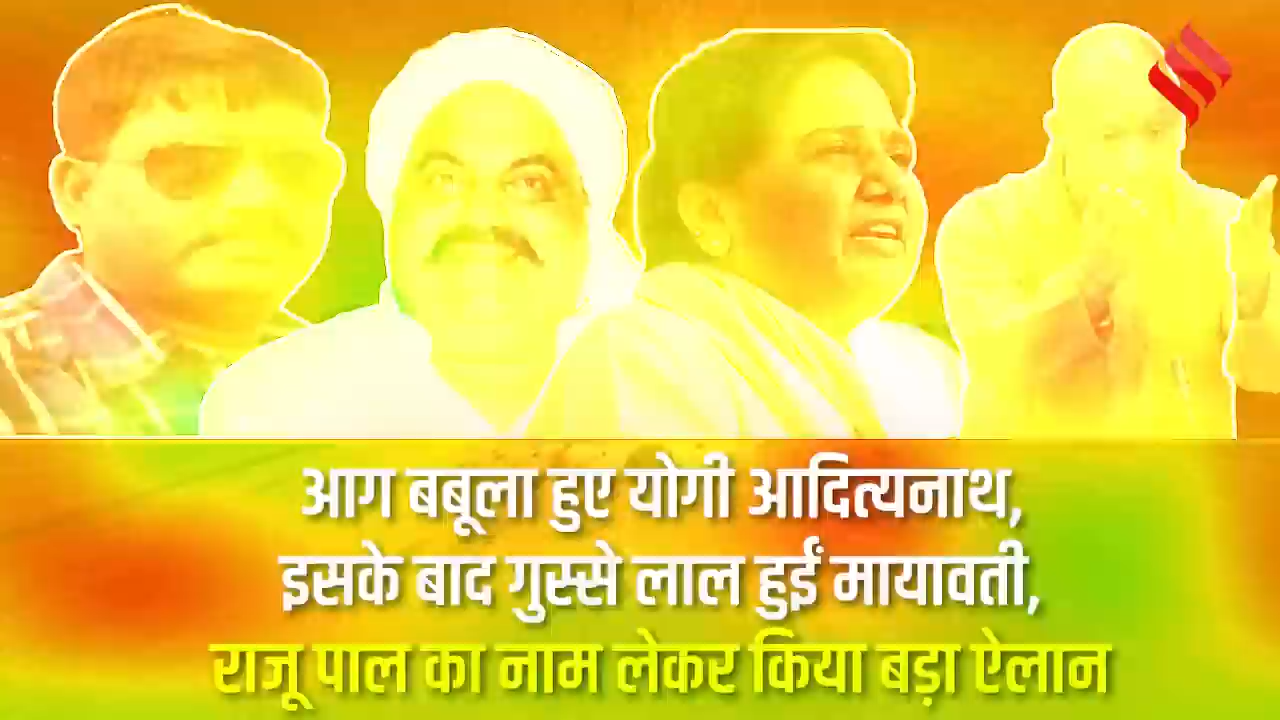 आग बबूला हुए योगी आदित्यनाथ,
इसके बाद गुस्से लाल हुईं मायावती,
राजू पाल का नाम लेकर किया बड़ा ऐलान